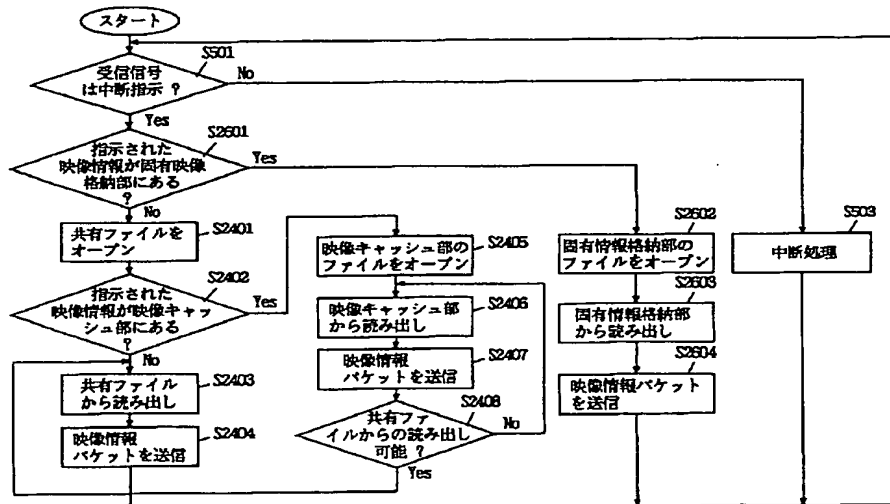 スタート
S501
受信信号
は中断指示 ?
No
Yes
S2601
指示された
映像情報が固有映像
格納部にある
?
Yes
No
共有ファイルを
オープン
S2401
S2402
指示された
映像情報が映像キャッ
シュ部にある
?
Yes
No
共有ファイル
から読み出し
S2403
映像情報
パケットを送信
S2404
映像キャッシュ部の
ファイルをオープン
S2405
映像キャッシュ部
から読み出し
S2406
映像情報
パケットを送信
S2407
S2408
共有ファ
イルからの読み出し
可能 ?
No
Yes
S2602
固有情報格納部の
ファイルをオープン
S2603
固有情報格納部
から読み出し
S2604
映像情報パケット
を送信
S503
中断処理